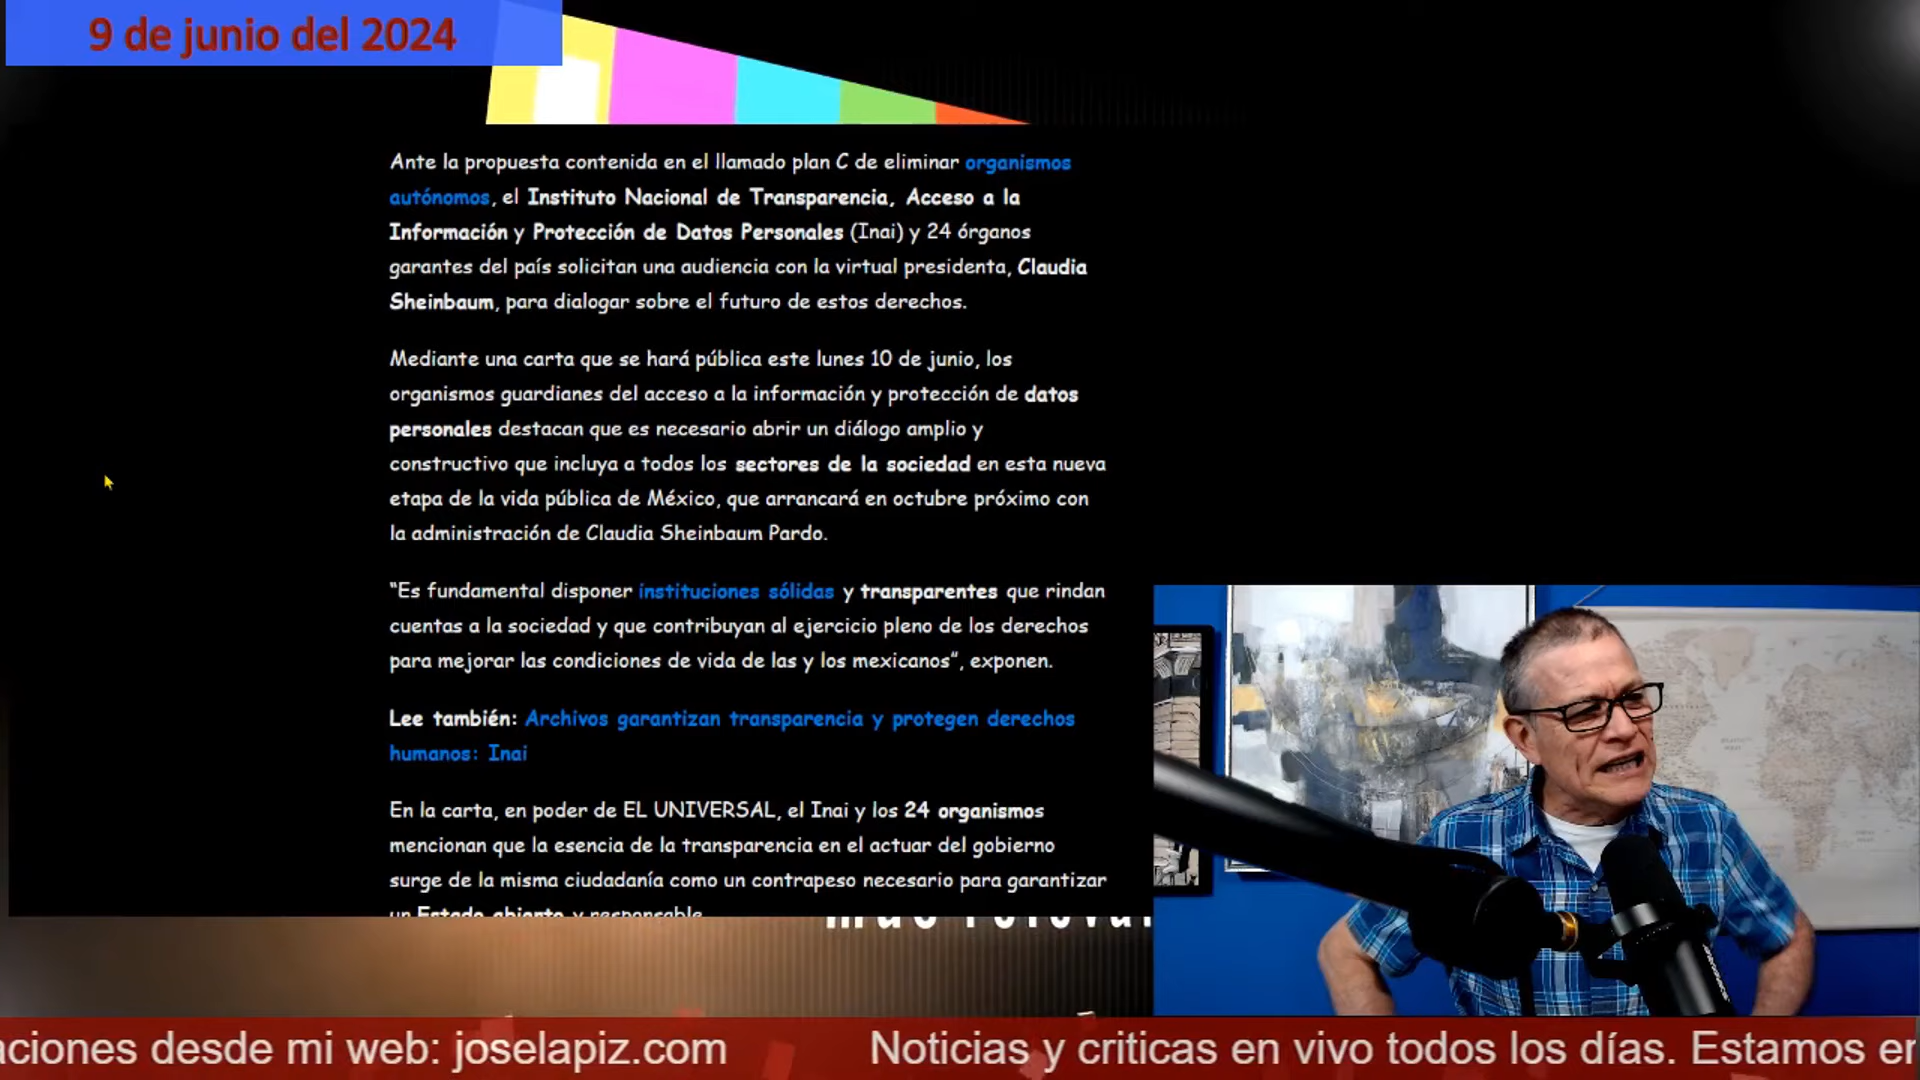 9 de junio del 2024
Ante la propuesta contenida en el llamado plan C de eliminar organismos
autónomos, el Instituto Nacional de Transparencia, Acceso a la
Información y Protección de Datos Personales (Inai) y 24 órganos
garantes del país solicitan una audiencia con la virtual presidenta, Claudia
Sheinbaum, para dialogar sobre el futuro de estos derechos.
Mediante una carta que se hará pública este lunes 10 de junio, los
organismos guardianes del acceso a la información y protección de datos
personales destacan que es necesario abrir un diálogo amplio y
constructivo que incluya a todos los sectores de la sociedad en esta nueva
etapa de la vida pública de México, que arrancará en octubre próximo con
la administración de Claudia Sheinbaum Pardo.
“Es fundamental disponer instituciones sólidas y transparentes que rindan
cuentas a la sociedad y que contribuyan al ejercicio pleno de los derechos
para mejorar las condiciones de vida de las y los mexicanos”, exponen.
Lee también: Archivos garantizan transparencia y protegen derechos
humanos: Inai
En la carta, en poder de EL UNIVERSAL, el Inai y los 24 organismos
mencionan que la esencia de la transparencia en el actuar del gobierno
surge de la misma ciudadanía como un contrapeso necesario para garantizar
un Estado abierto y responsable.
aciones desde mi web: joselapiz.com Noticias y criticas en vivo todos los días. Estamos en